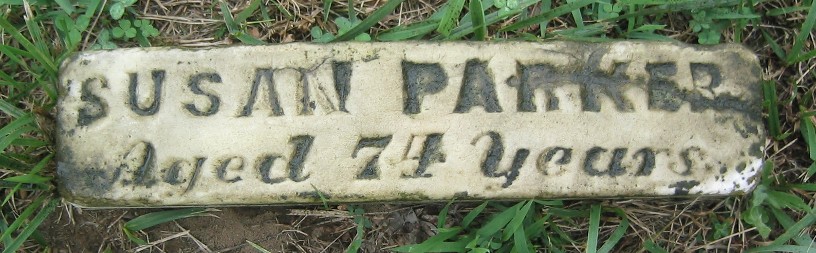 SUSAN PARKER
Aged 74 Years